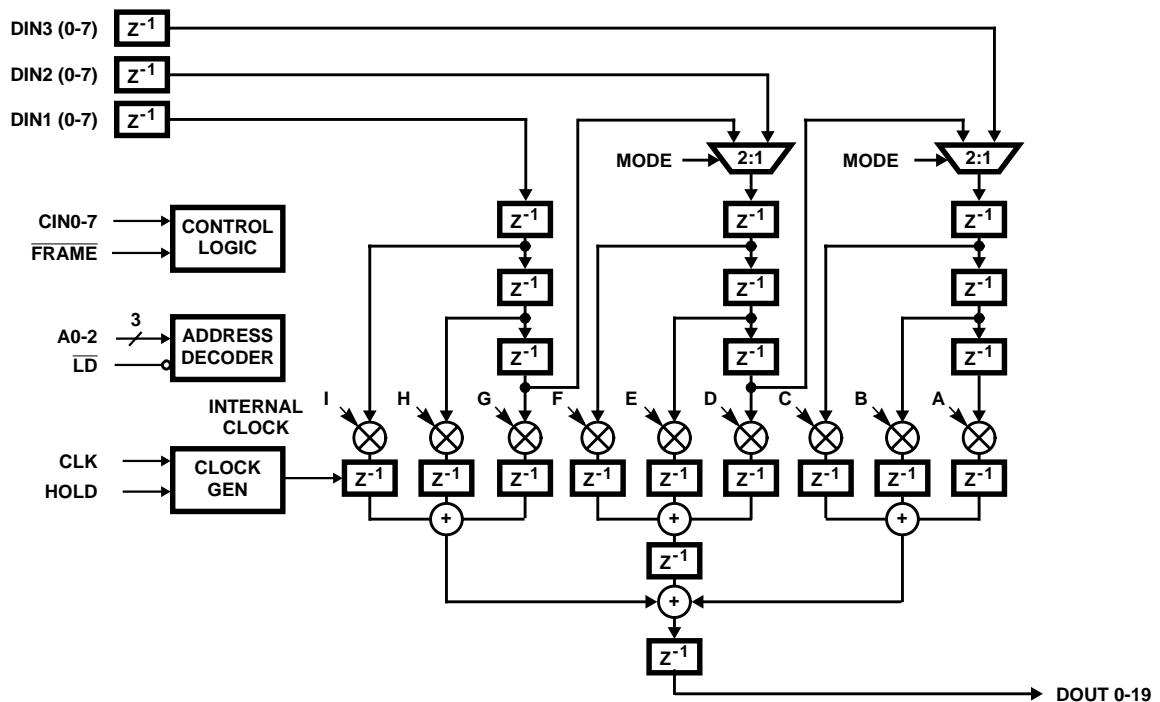 DIN3 (0-7) Z-1
DIN2 (0-7) Z-1
DIN1 (0-7) Z-1
MODE 2:1 MODE 2:1
CIN0-7
FRAME
CONTROL
LOGIC
Z-1 Z-1 Z-1
Z-1 Z-1 Z-1
A0-2 3
LD
ADDRESS
DECODER
Z-1 Z-1 Z-1
I H G F E D C B A
INTERNAL
CLOCK
CLK
HOLD
CLOCK
GEN
Z-1 Z-1 Z-1 Z-1 Z-1 Z-1 Z-1 Z-1 Z-1
+ + +
Z-1
+
Z-1
DOUT 0-19